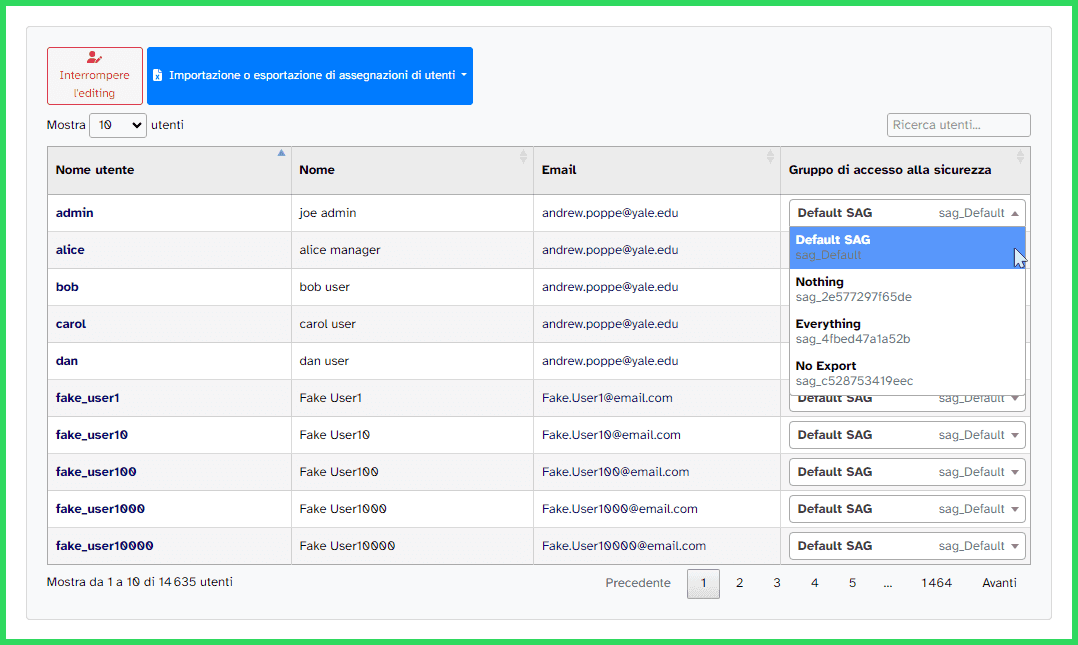 Interrompere
l'editing
Importazione o esportazione di assegnazioni di utenti
Mostra 10 utenti
Ricerca utenti...
Nome utente Nome Email Gruppo di accesso alla sicurezza
admin joe admin andrew.poppe@yale.edu Default SAG sag_Default
alice alice manager andrew.poppe@yale.edu
Default SAG
sag_Default
bob bob user andrew.poppe@yale.edu
Nothing
sag_2e577297f65de
carol carol user andrew.poppe@yale.edu
Everything
sag_4fbed47a1a52b
dan dan user andrew.poppe@yale.edu
No Export
sag_c528753419eec
fake_user1 Fake User1 Fake.User1@email.com Default SAG sag_Default
fake_user10 Fake User10 Fake.User10@email.com Default SAG sag_Default
fake_user100 Fake User100 Fake.User100@email.com Default SAG sag_Default
fake_user1000 Fake User1000 Fake.User1000@email.com Default SAG sag_Default
fake_user10000 Fake User10000 Fake.User10000@email.com Default SAG sag_Default
Mostra da 1 a 10 di 14 635 utenti
Precedente 1 2 3 4 5 ... 1464 Avanti